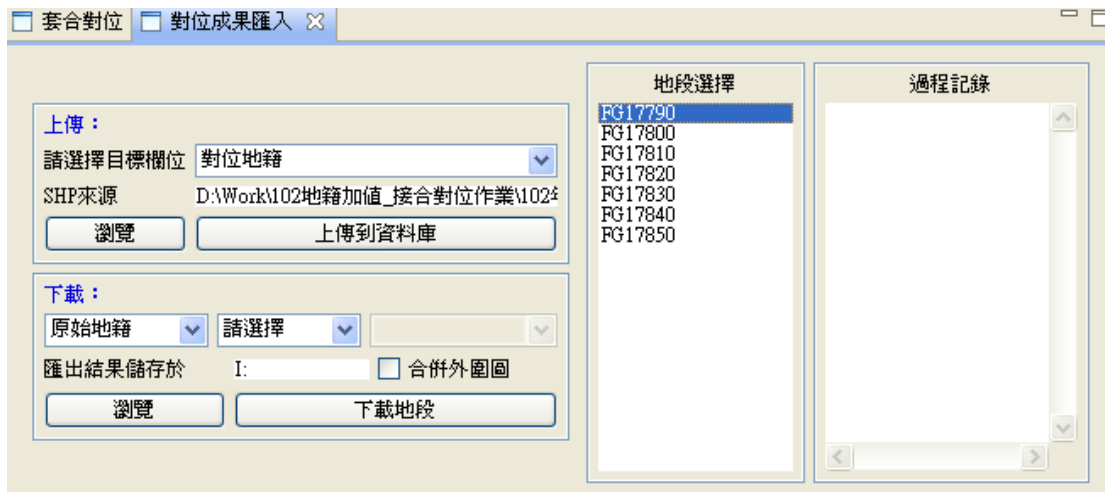 套合對位 對位成果匯入
上傳：
請選擇目標欄位 對位地籍
SHP來源 D:\Work\102地籍加值_接合對位作業\102
瀏覽 上傳到資料庫
下載：
原始地籍 請選擇
匯出結果儲存於 I: 合併外圍圖
瀏覽 下載地段
地段選擇
FG17790
FG17800
FG17810
FG17820
FG17830
FG17840
FG17850
過程記錄